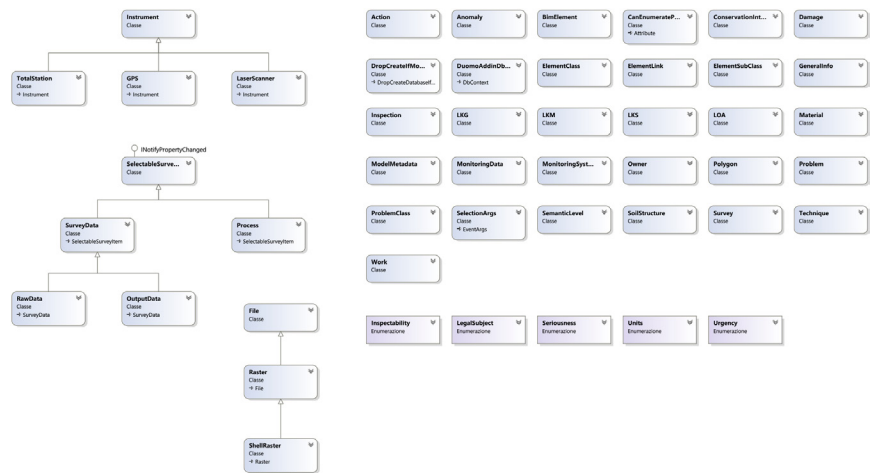 Instrument
Classe
TotalStation
Classe
→ Instrument
GPS
Classe
→ Instrument
LaserScanner
Classe
→ Instrument
INotifyPropertyChanged
SelectableSurve...
Classe
SurveyData
Classe
→ SelectableSurveyItem
Process
Classe
→ SelectableSurveyItem
RawData
Classe
→ SurveyData
OutputData
Classe
→ SurveyData
File
Classe
Raster
Classe
→ File
ShellRaster
Classe
→ Raster
Action
Classe
Anomaly
Classe
BimElement
Classe
CanEnumerateP...
Classe
→ Attribute
ConservationInt...
Classe
Damage
Classe
DropCreateIfMo...
Classe
→ DropCreateDatabaseIf...
DuomoAddinDb...
Classe
→ DbContext
ElementClass
Classe
ElementLink
Classe
ElementSubClass
Classe
GeneralInfo
Classe
Inspection
Classe
LKG
Classe
LKM
Classe
LKS
Classe
LOA
Classe
Material
Classe
ModelMetadata
Classe
MonitoringData
Classe
MonitoringSyst...
Classe
Owner
Classe
Polygon
Classe
Problem
Classe
ProblemClass
Classe
SelectionArgs
Classe
→ EventArgs
SemanticLevel
Classe
SoilStructure
Classe
Survey
Classe
Technique
Classe
Work
Classe
Inspectability
Enumerazione
LegalSubject
Enumerazione
Seriousness
Enumerazione
Units
Enumerazione
Urgency
Enumerazione